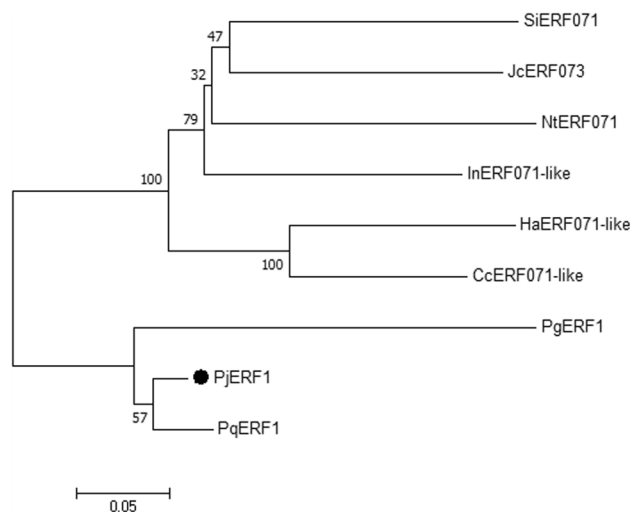 SiERF071
47
JcERF073
32
NtERF071
79
InERF071-like
100
HaERF071-like
100
CcERF071-like
PgERF1
PjERF1
57
PqERF1
0.05